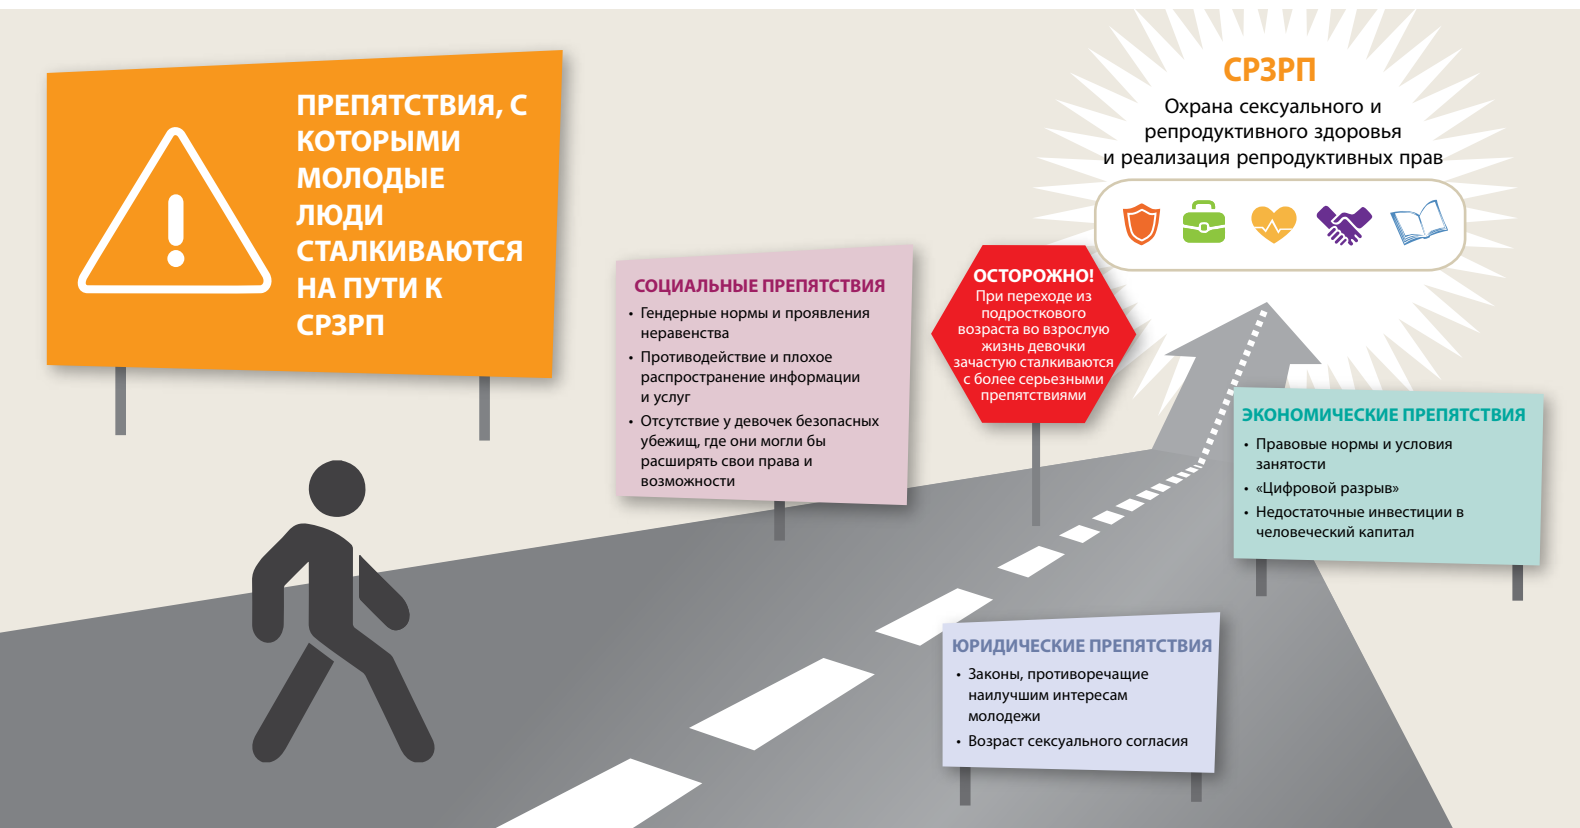 ПРЕПЯТСТВИЯ, С
КОТОРЫМИ
МОЛОДЫЕ
ЛЮДИ
СТАЛКИВАЮТСЯ
НА ПУТИ К
СРЗРП
СРЗРП
Охрана сексуального и
репродуктивного здоровья
и реализация репродуктивных прав
СОЦИАЛЬНЫЕ ПРЕПЯТСТВИЯ
• Гендерные нормы и проявления
неравенства
• Противодействие и плохое
распространение информации
и услуг
• Отсутствие у девочек безопасных
убежищ, где они могли бы
расширять свои права и
возможности
ОСТОРОЖНО!
При переходе из
подросткового
возраста во взрослую
жизнь девочки
зачастую сталкиваются
с более серьезными
препятствиями
ЭКОНОМИЧЕСКИЕ ПРЕПЯТСТВИЯ
• Правовые нормы и условия
занятости
• «Цифровой разрыв»
• Недостаточные инвестиции в
человеческий капитал
ЮРИДИЧЕСКИЕ ПРЕПЯТСТВИЯ
• Законы, противоречащие
наилучшим интересам
молодежи
• Возраст сексуального согласия